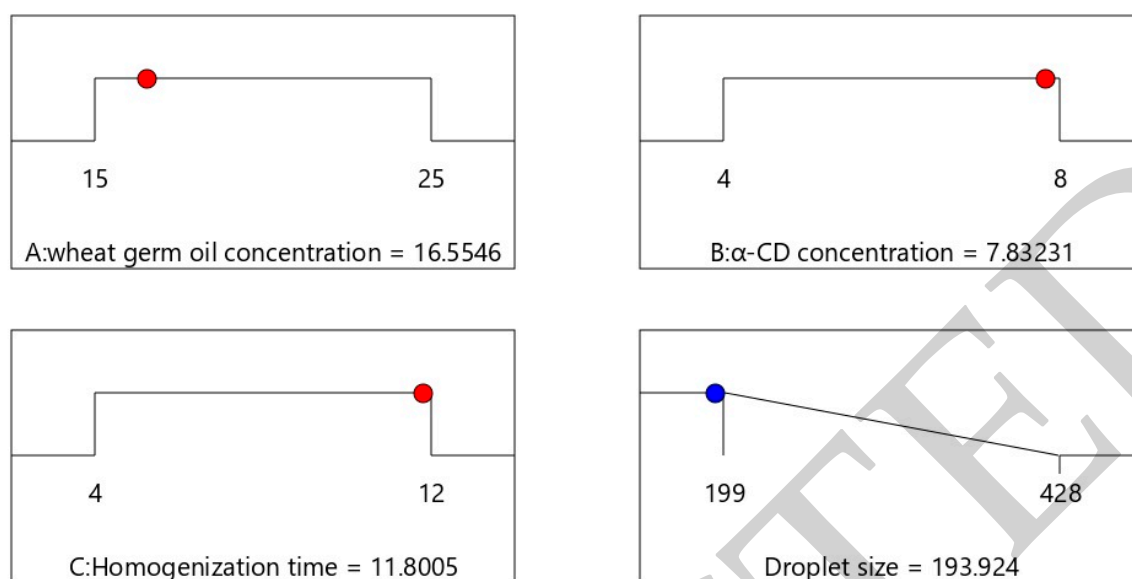 15 25
A:wheat germ oil concentration = 16.5546
4 8
B:α-CD concentration = 7.83231
4 12
C:Homogenization time = 11.8005
199 428
Droplet size = 193.924